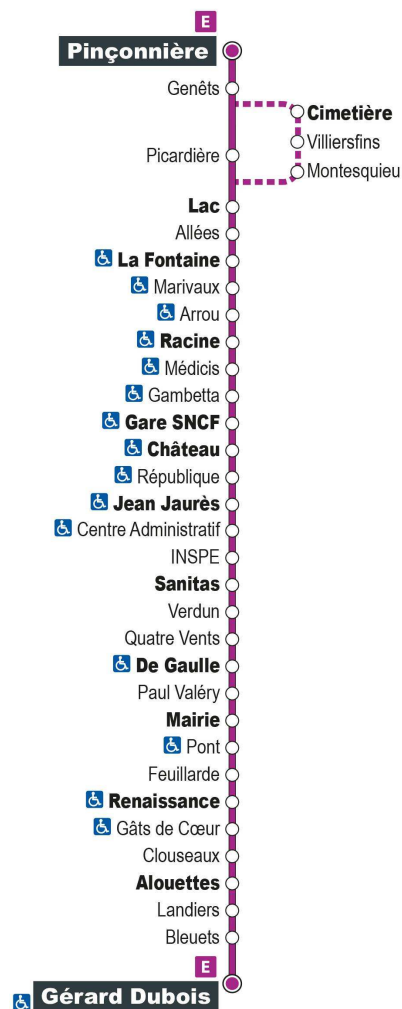 E
Pinçonnière
Genêts
Cimetière
Villiersfins
Picardière
Montesquieu
Lac
Allées
La Fontaine
Marivaux
Arrou
Racine
Médicis
Gambetta
Gare SNCF
Château
République
Jean Jaurès
Centre Administratif
INSPE
Sanitas
Verdun
Quatre Vents
De Gaulle
Paul Valéry
Mairie
Pont
Feuillarde
Renaissance
Gâts de Cœur
Clouseaux
Alouettes
Landiers
Bleuets
E
Gérard Dubois